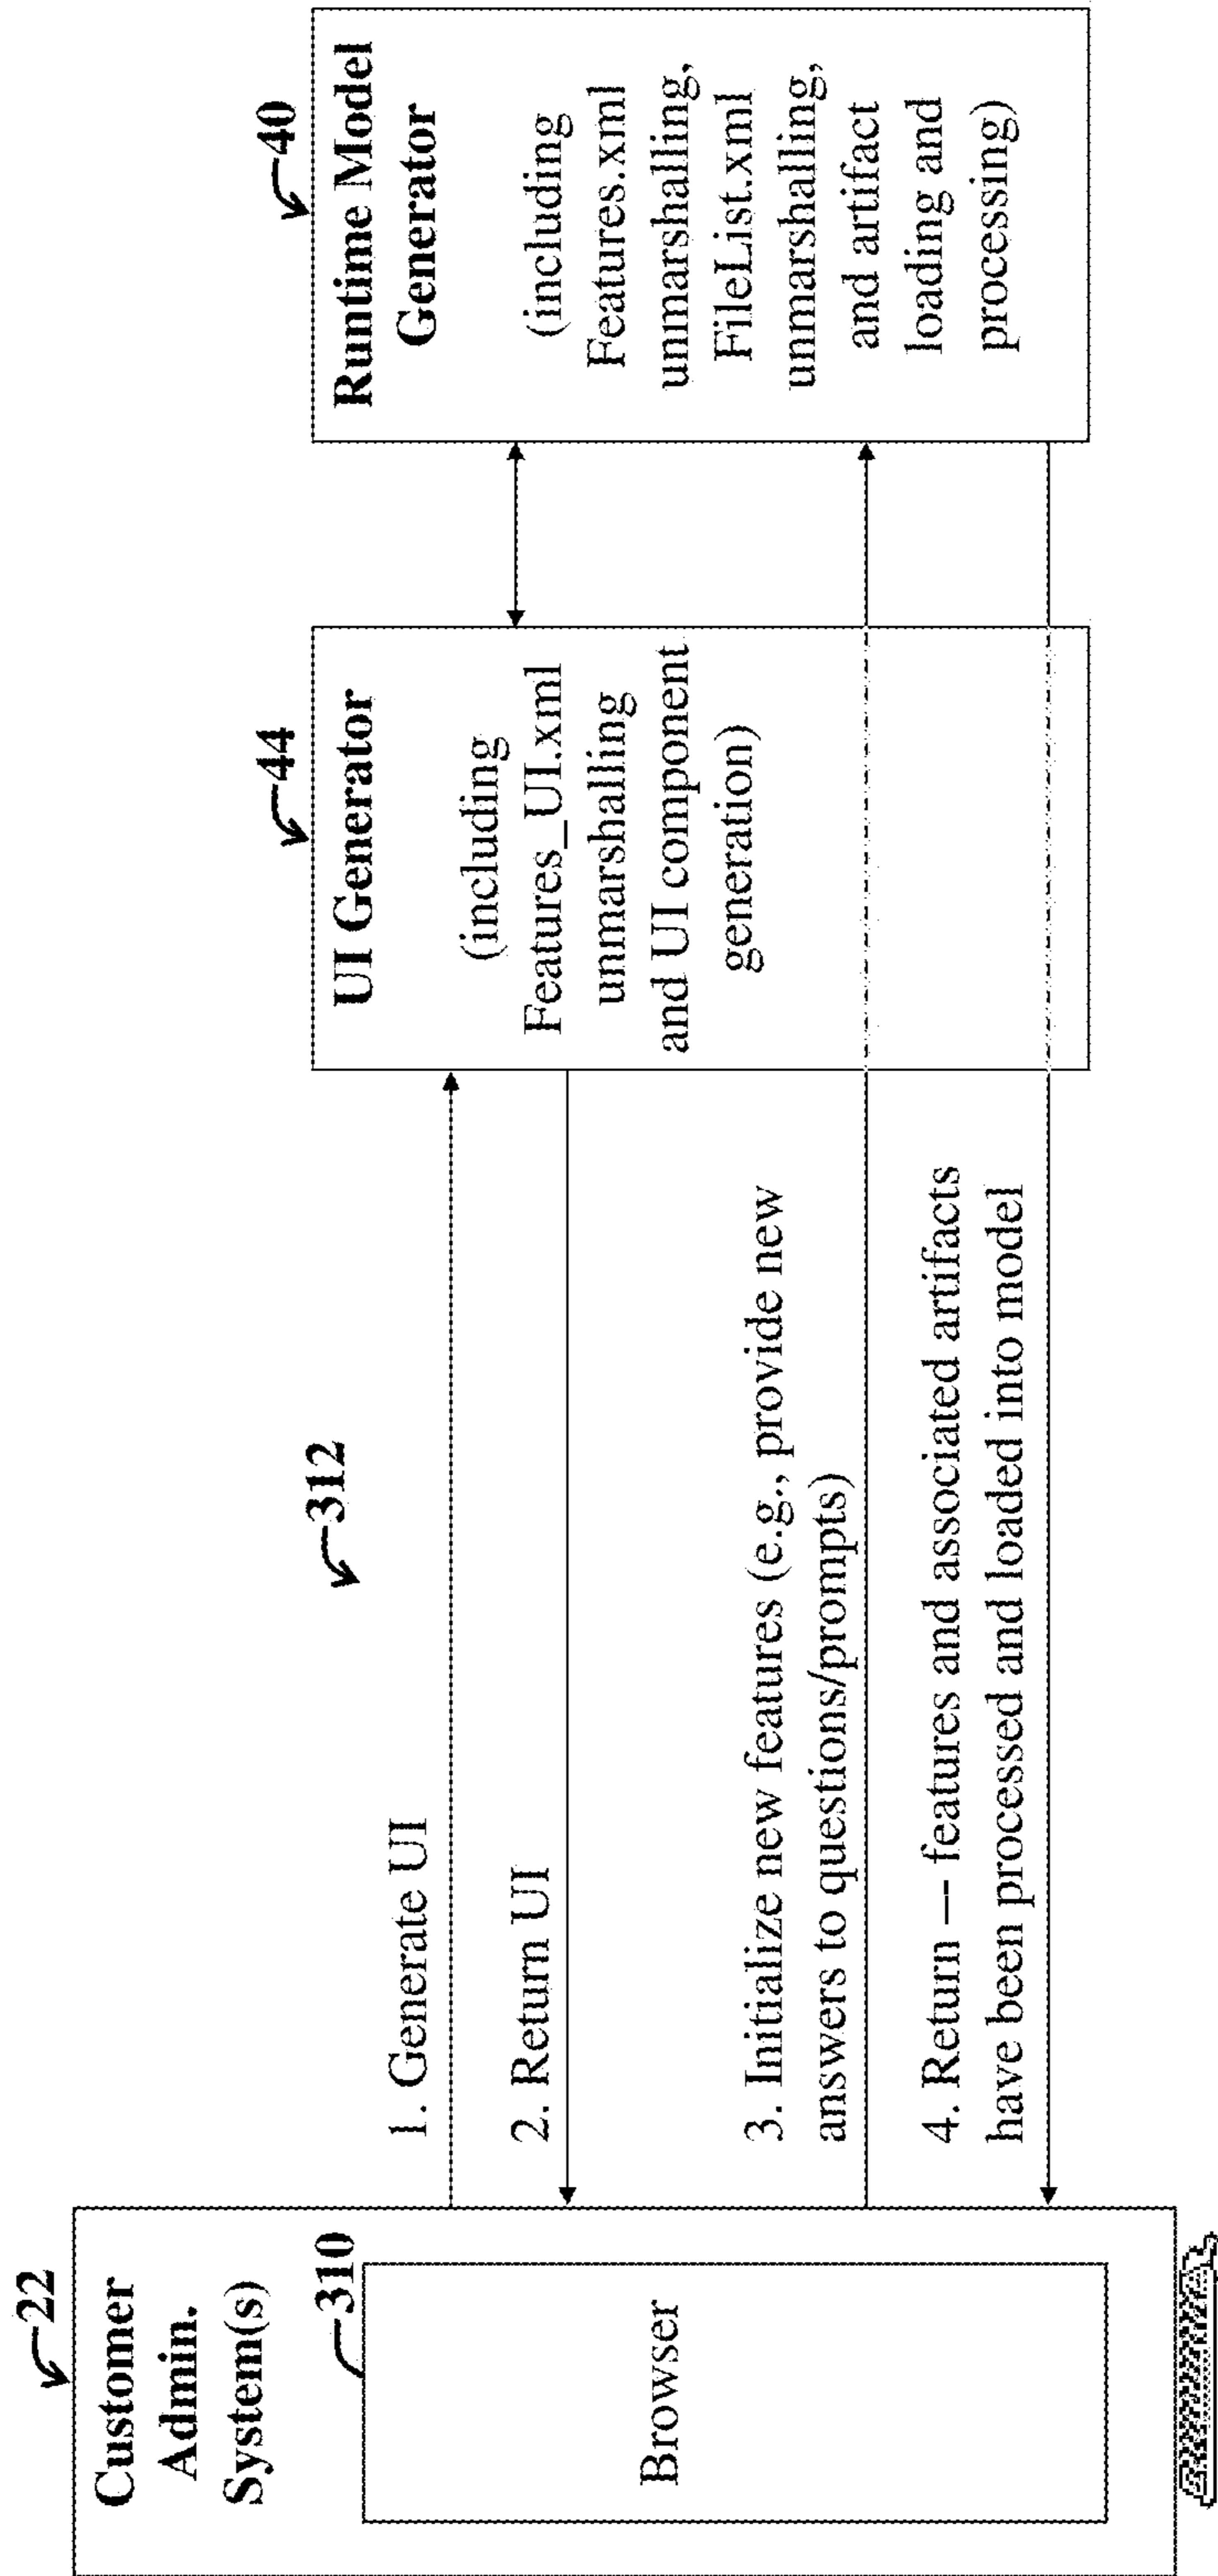 22
Customer
Admin.
System(s)
310
Browser
312
1. Generate UI
2. Return UI
3. Initialize new features (e.g., provide new
answers to questions/prompts)
4. Return — features and associated artifacts
have been processed and loaded into model
44
UI Generator
(including
Features_UI.xml
unmarshalling
and UI component
generation)
40
Runtime Model
Generator
(including
Features.xml
unmarshalling,
FileList.xml
unmarshalling,
and artifact
loading and
processing)